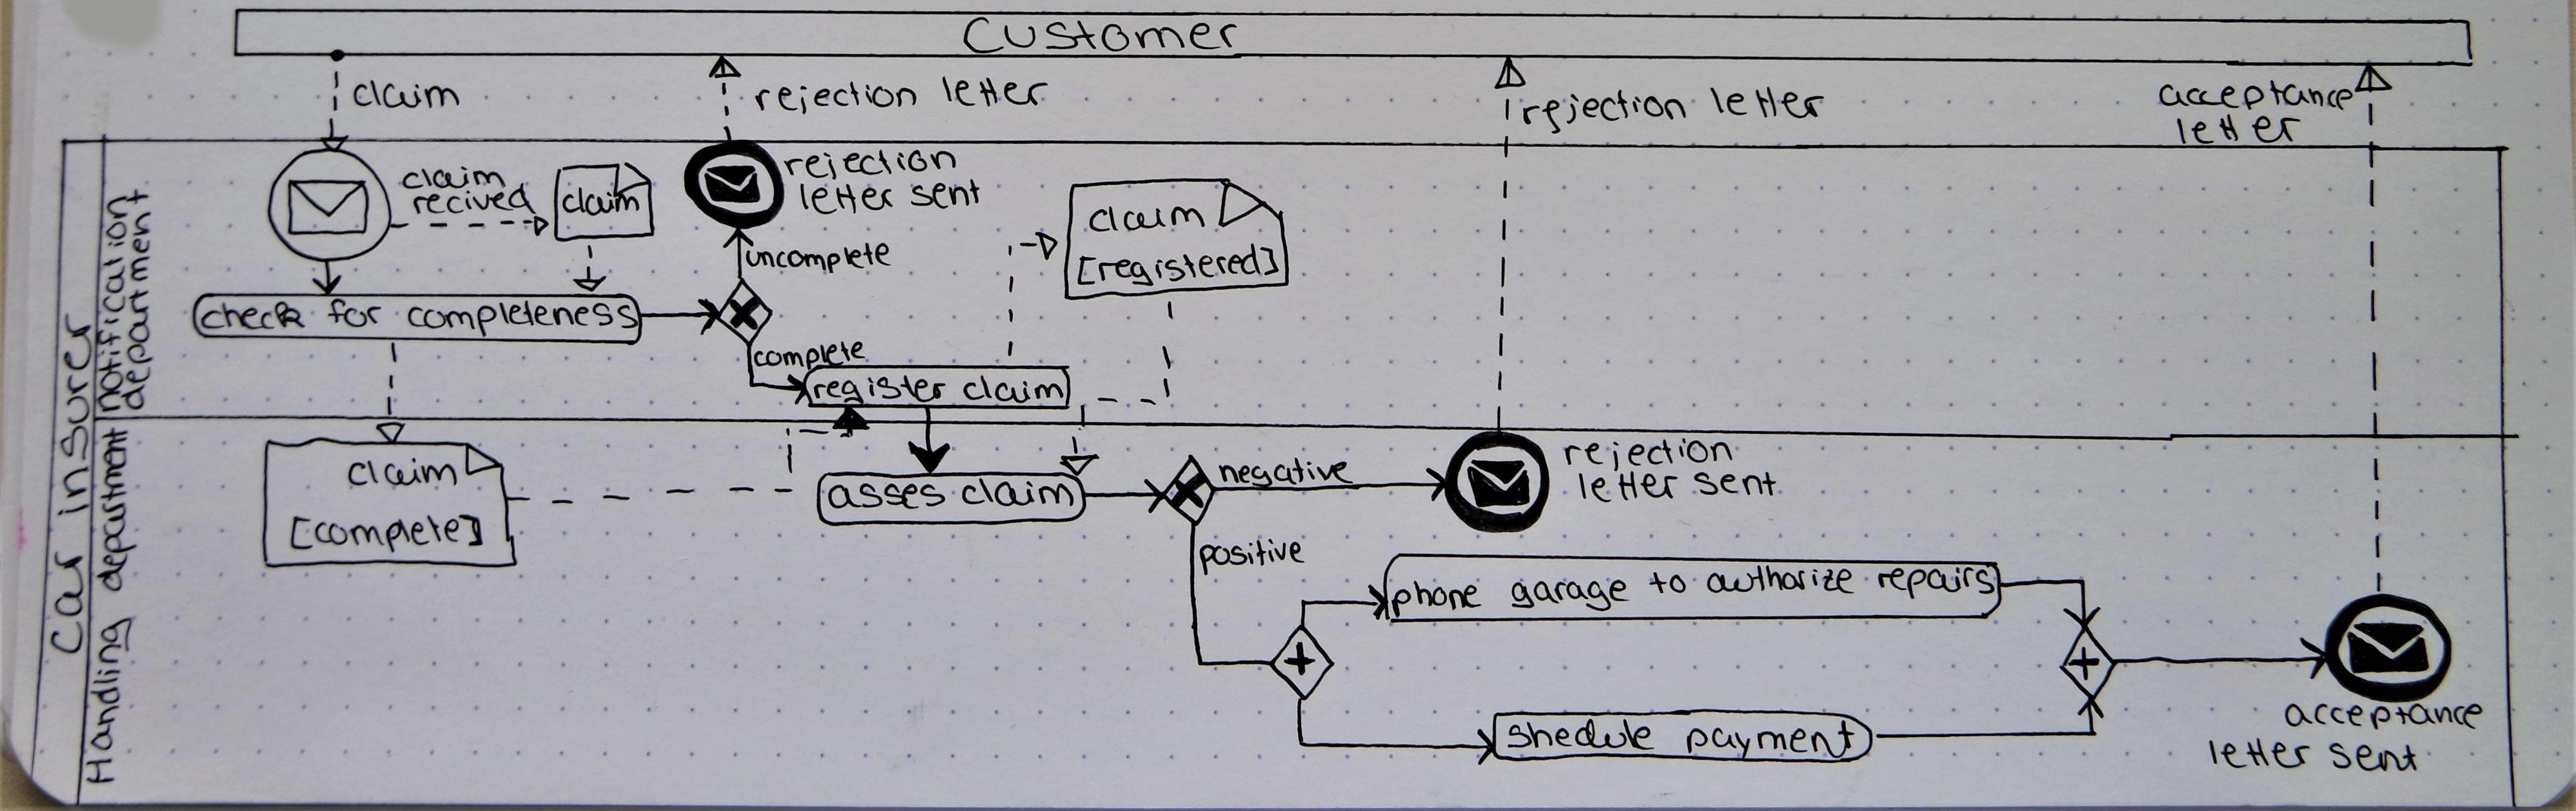 Customer
claim
rejection letter
rejection letter
acceptance
letter
car insurer
notification
department
claim
recived
claim
rejection
letter sent
claim
[registered]
uncomplete
check for completeness
complete
register claim
Handling department
claim
[complete]
asses claim
negative
rejection
letter sent
positive
phone garage to autharize repairs
shedule payment
acceptance
letter sent